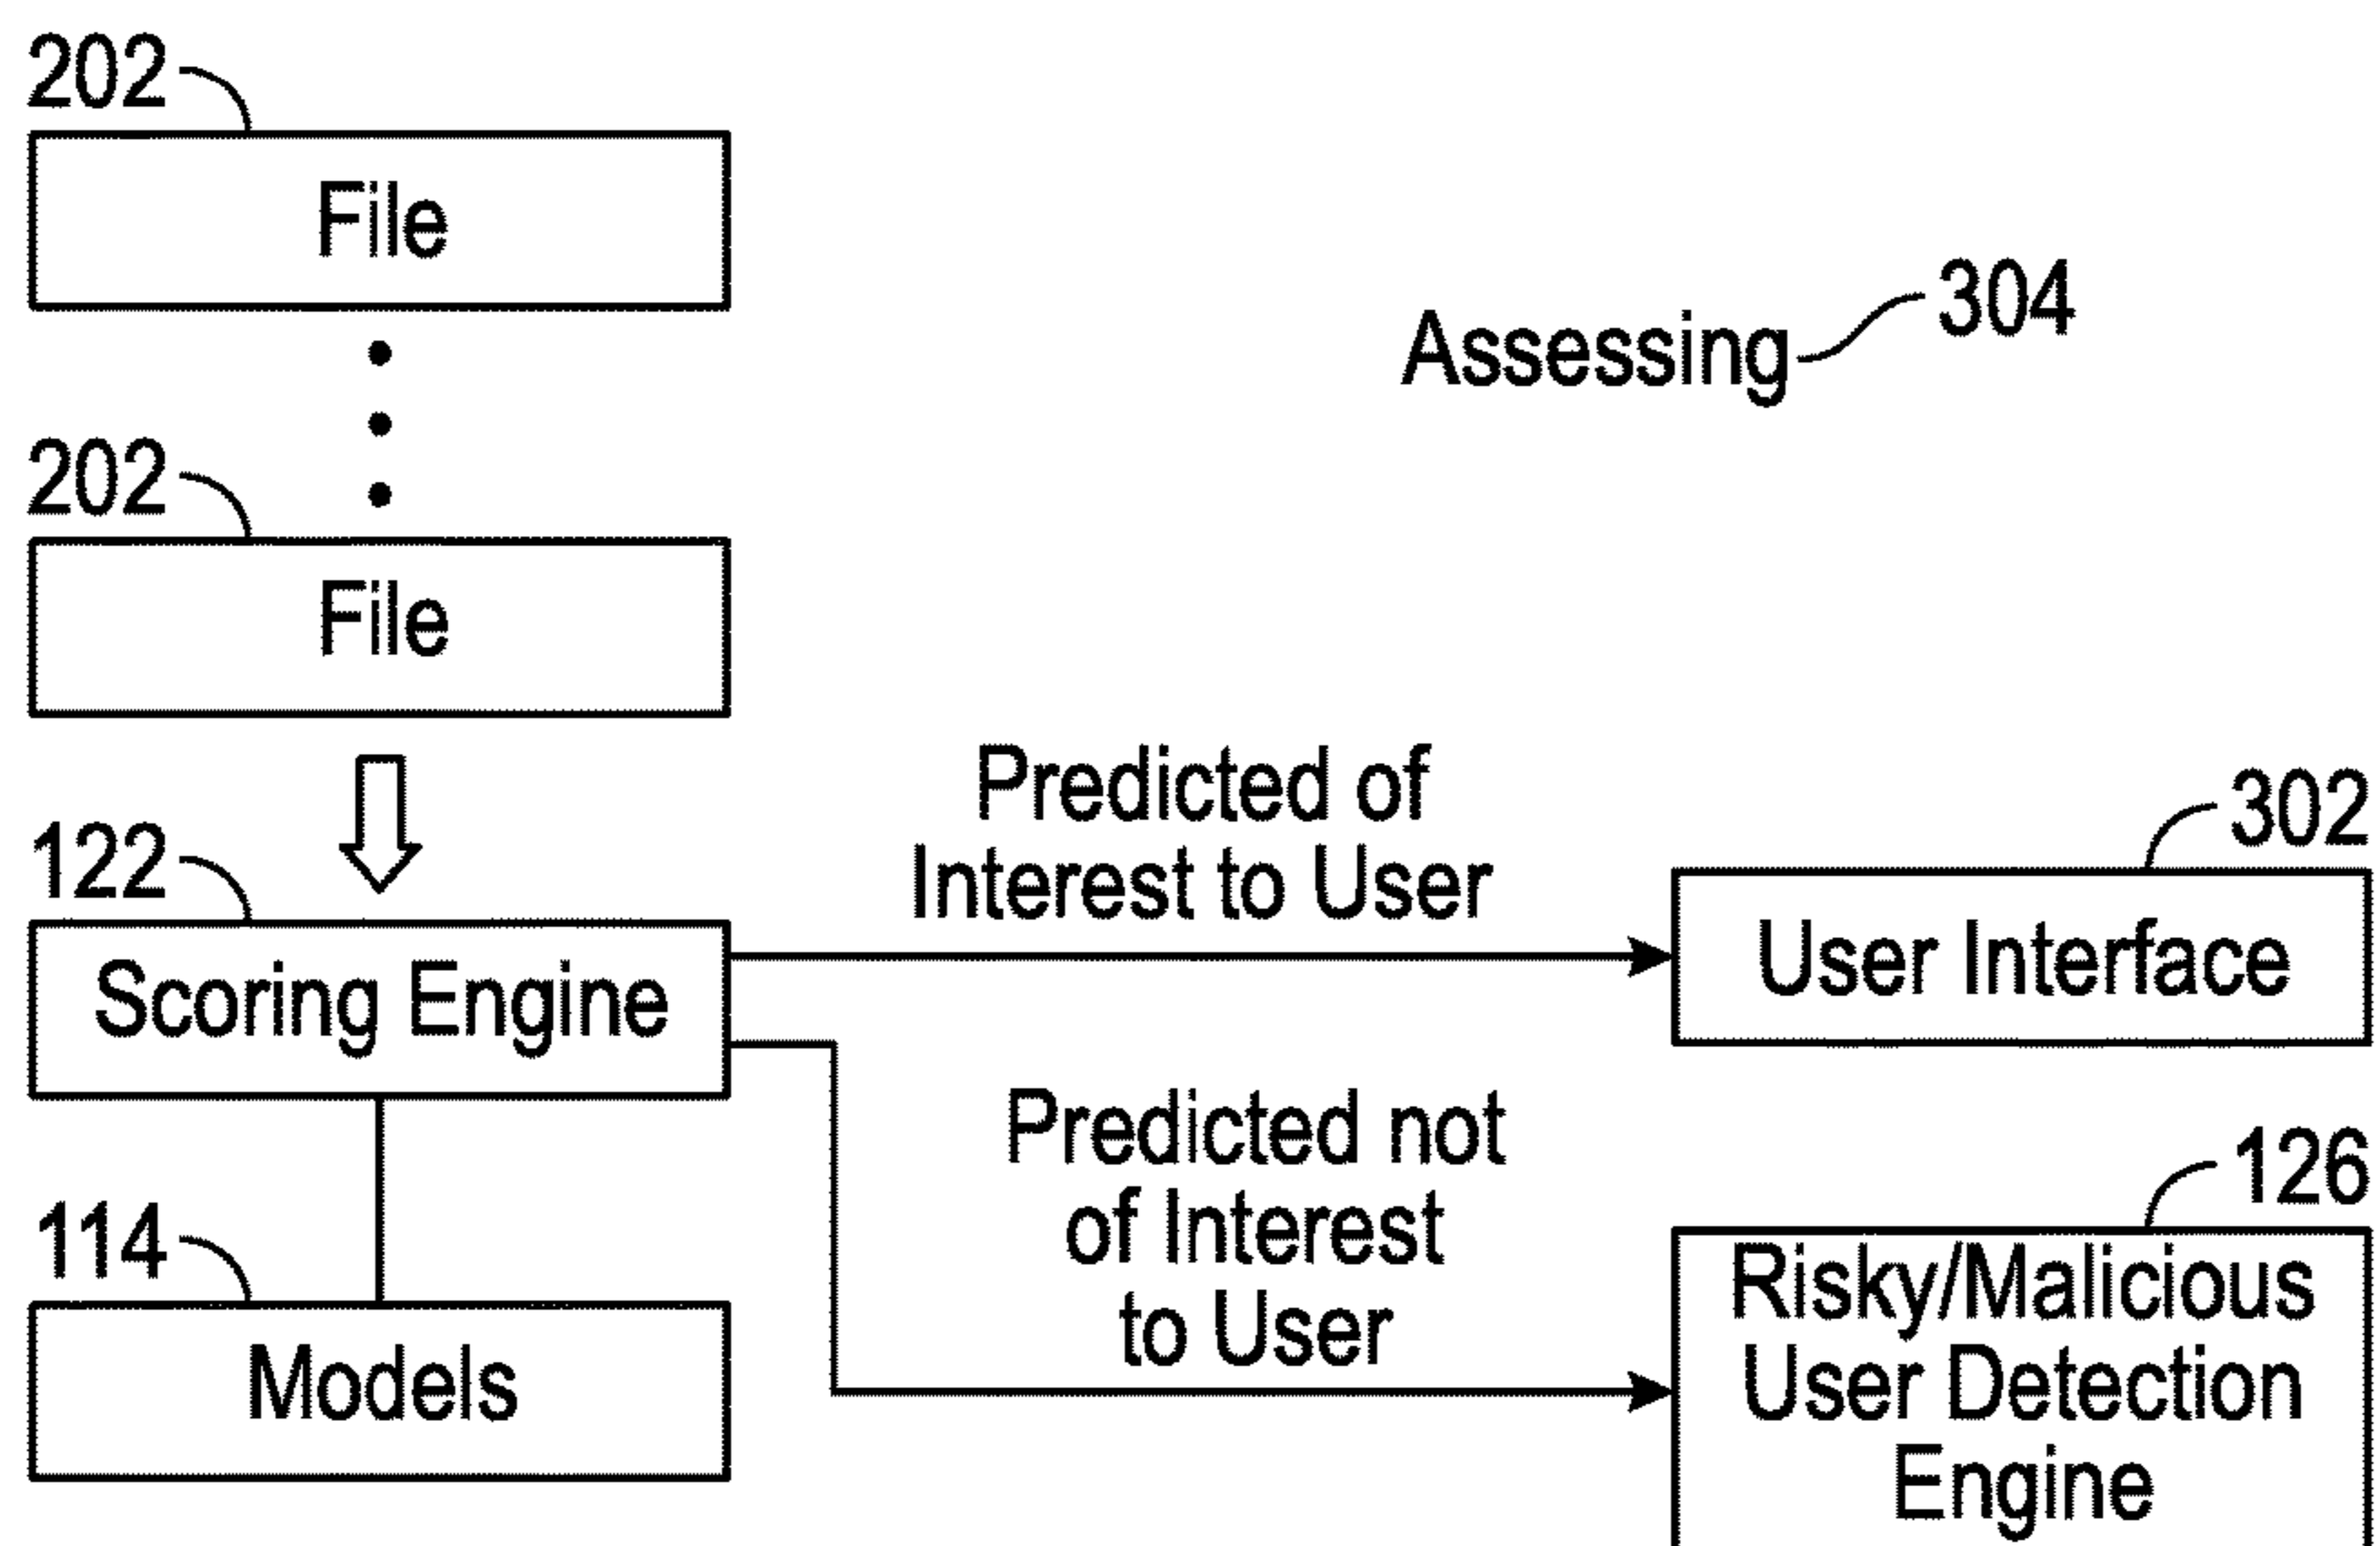 202
File
Assessing 304
202
File
122
Scoring Engine
Predicted of
Interest to User
302
User Interface
114
Models
Predicted not
of Interest
to User
126
Risky/Malicious
User Detection
Engine